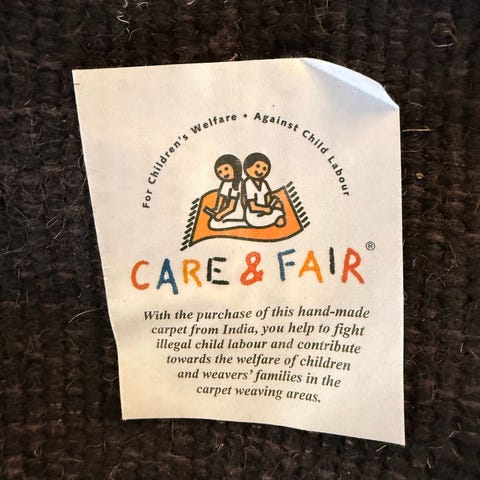 For Children's Welfare • Against Child Labour
CARE & FAIR®
With the purchase of this hand-made
carpet from India, you help to fight
illegal child labour and contribute
towards the welfare of children
and weavers' families in the
carpet weaving areas.